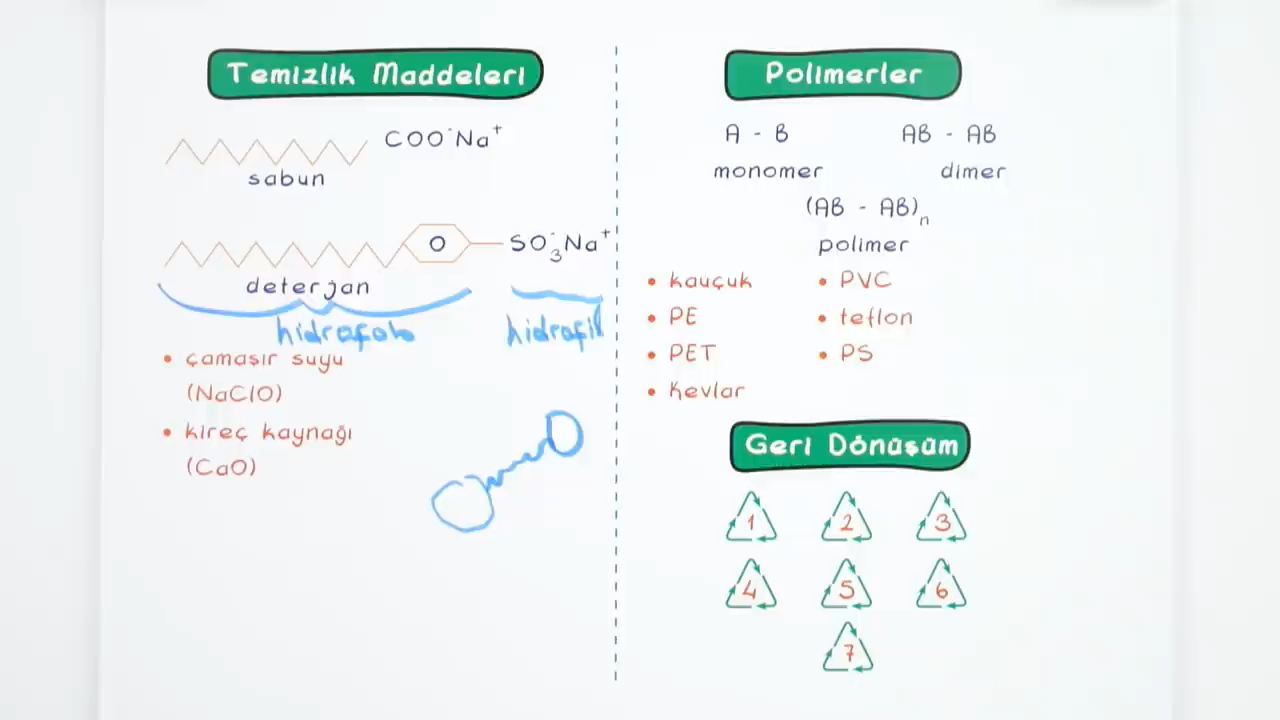 Temizlik Maddeleri
COO⁻Na⁺
sabun
O
SO₃⁻Na⁺
deterjan
hidrafob
hidrafil
• çamaşır suyu
(NaClO)
• kireç kaynağı
(CaO)
Polimerler
A - B
AB - AB
monomer
dimer
(AB - AB)n
polimer
• kauçuk
• PVC
• PE
• teflon
• PET
• PS
• Kevlar
Geri Dönüşüm
1 2 3
4 5 6
7